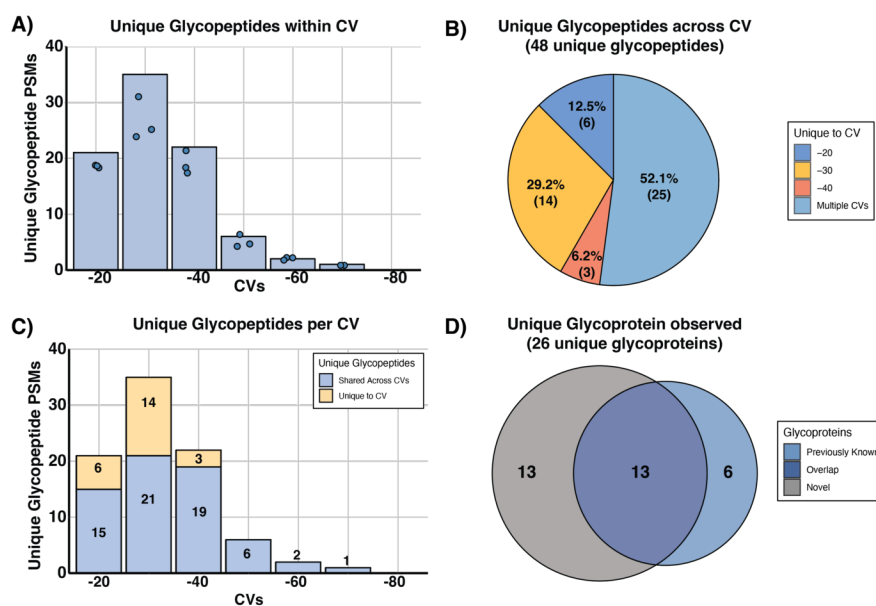 A)
Unique Glycopeptides within CV
Unique Glycopeptide PSMs
40
30
20
10
0
-20
-40
-60
-80
CVs
B)
Unique Glycopeptides across CV
(48 unique glycopeptides)
12.5%
(6)
29.2%
(14)
52.1%
(25)
6.2%
(3)
Unique to CV
-20
-30
-40
Multiple CVs
C)
Unique Glycopeptides per CV
Unique Glycopeptide PSMs
40
30
20
10
0
14
6
3
15
21
19
6
2
1
-20
-40
-60
-80
CVs
Unique Glycopeptides
Shared Across CVs
Unique to CV
D)
Unique Glycoprotein observed
(26 unique glycoproteins)
13
13
6
Glycoproteins
Previously Known
Overlap
Novel